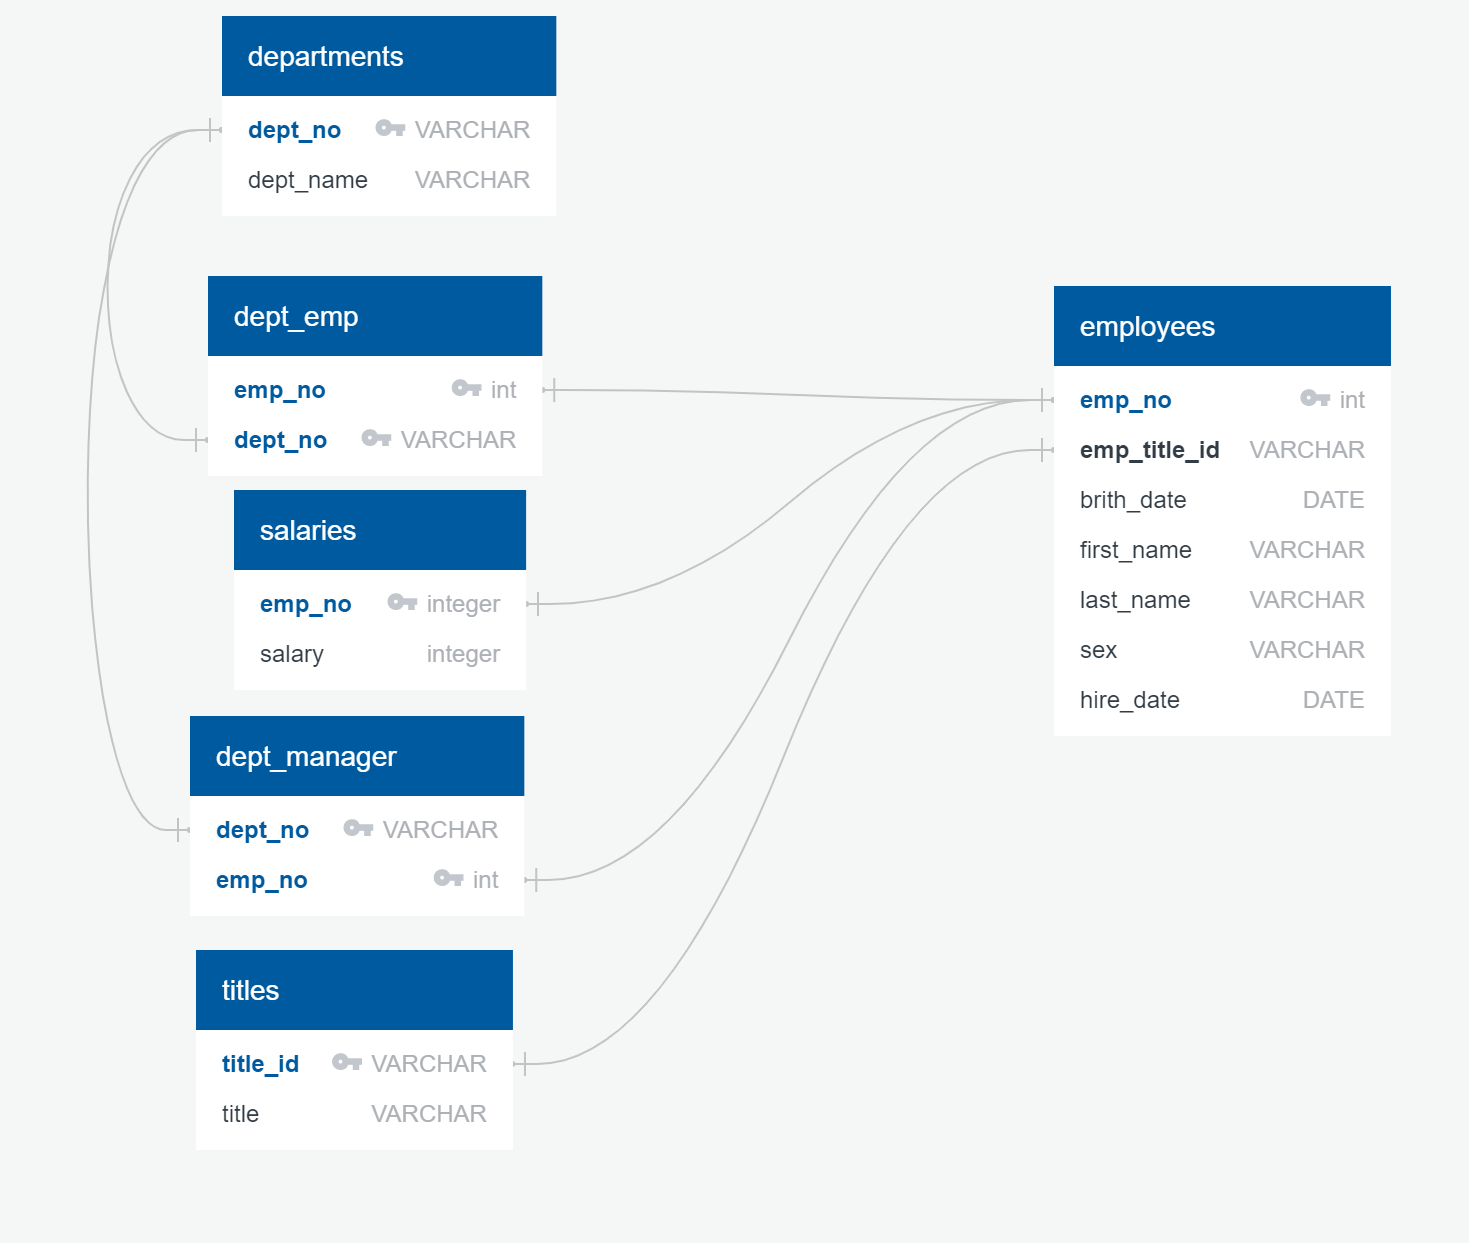 departments
dept_no VARCHAR
dept_name VARCHAR
dept_emp
emp_no int
dept_no VARCHAR
salaries
emp_no integer
salary integer
dept_manager
dept_no VARCHAR
emp_no int
titles
title_id VARCHAR
title VARCHAR
employees
emp_no int
emp_title_id VARCHAR
brith_date DATE
first_name VARCHAR
last_name VARCHAR
sex VARCHAR
hire_date DATE